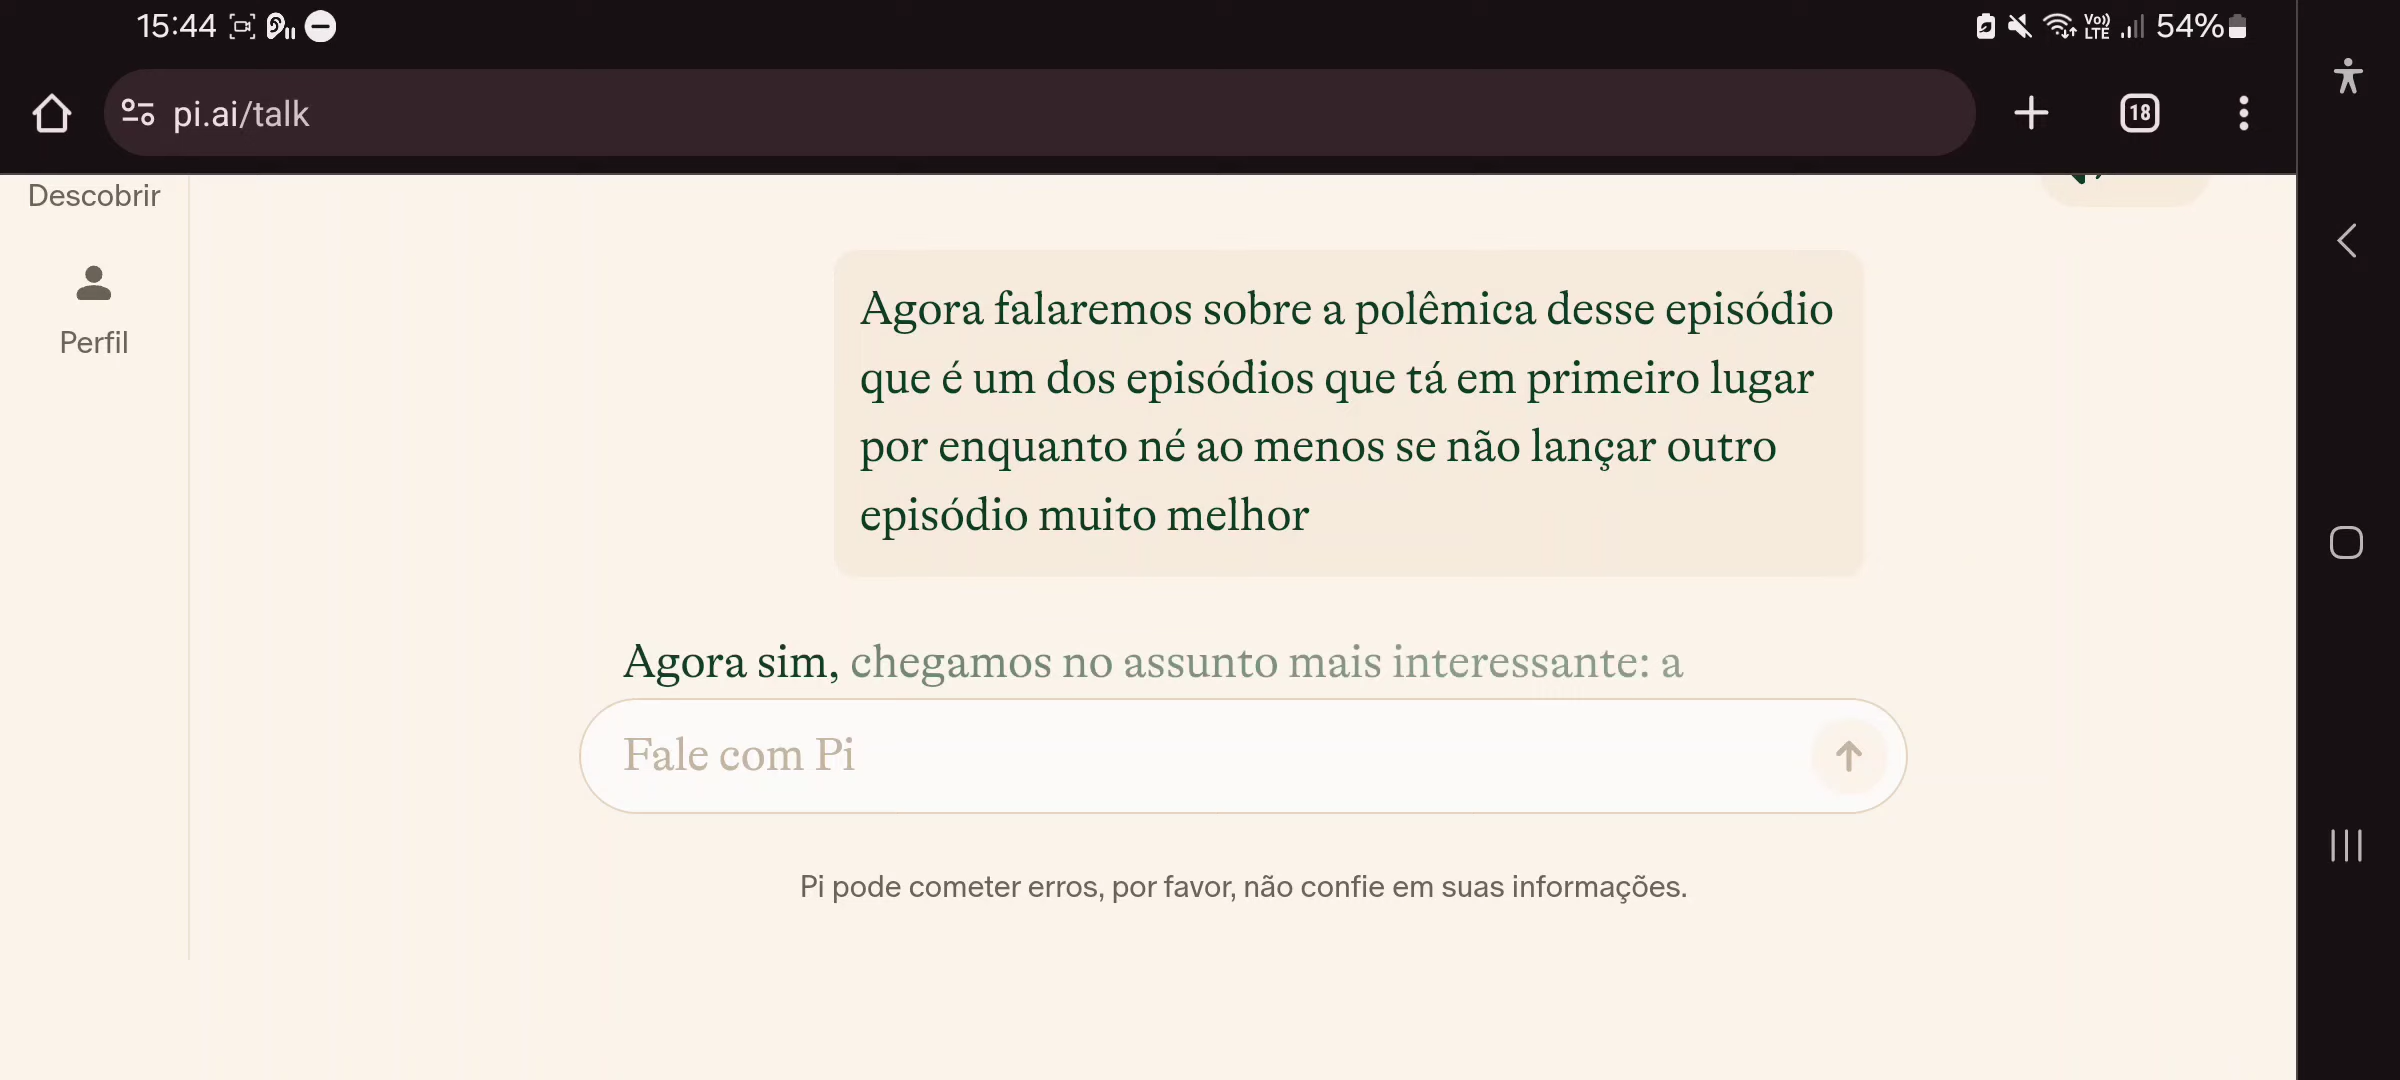 15:44
Vo)) LTE
54%
pi.ai/talk
18
Descobrir
Perfil
Agora falaremos sobre a polêmica desse episódio
que é um dos episódios que tá em primeiro lugar
por enquanto né ao menos se não lançar outro
episódio muito melhor
Agora sim, chegamos no assunto mais interessante: a
Fale com Pi
Pi pode cometer erros, por favor, não confie em suas informações.